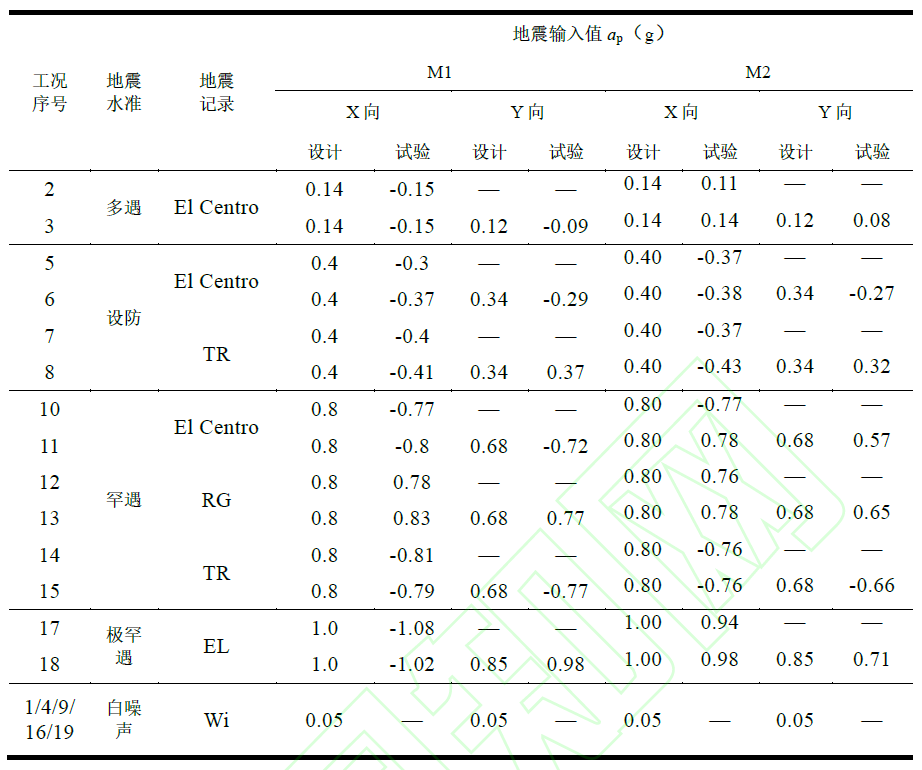 地震输入值 ap（g）
工况序号 地震水准 地震记录 M1 M2
X 向 Y 向 X 向 Y 向
设计 试验 设计 试验 设计 试验 设计 试验
2 多遇 El Centro 0.14 -0.15 — — 0.14 0.11 — —
3 0.14 -0.15 0.12 -0.09 0.14 0.14 0.12 0.08
5 设防 El Centro 0.4 -0.3 — — 0.40 -0.37 — —
6 0.4 -0.37 0.34 -0.29 0.40 -0.38 0.34 -0.27
7 TR 0.4 -0.4 — — 0.40 -0.37 — —
8 0.4 -0.41 0.34 0.37 0.40 -0.43 0.34 0.32
10 罕遇 El Centro 0.8 -0.77 — — 0.80 -0.77 — —
11 0.8 -0.8 0.68 -0.72 0.80 0.78 0.68 0.57
12 RG 0.8 0.78 — — 0.80 0.76 — —
13 0.8 0.83 0.68 0.77 0.80 0.78 0.68 0.65
14 TR 0.8 -0.81 — — 0.80 -0.76 — —
15 0.8 -0.79 0.68 -0.77 0.80 -0.76 0.68 -0.66
17 极罕遇 EL 1.0 -1.08 — — 1.00 0.94 — —
18 1.0 -1.02 0.85 0.98 1.00 0.98 0.85 0.71
1/4/9/16/19 白噪声 Wi 0.05 — 0.05 — 0.05 — 0.05 —